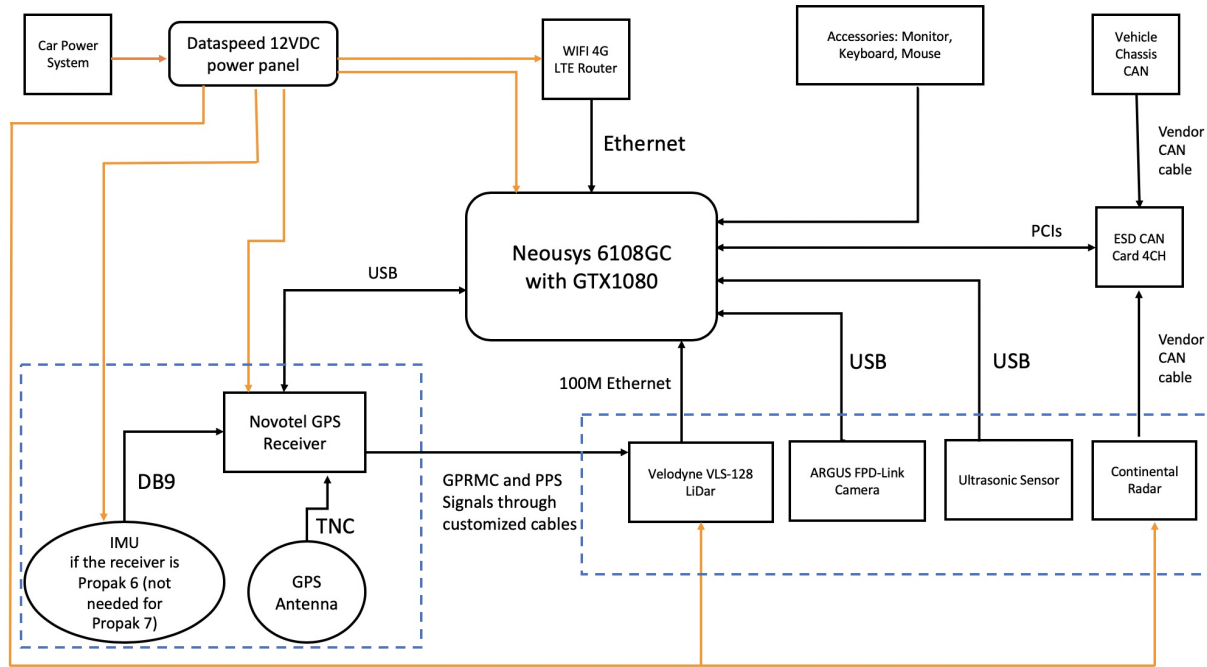 Car Power
System
Dataspeed 12VDC
power panel
WIFI 4G
LTE Router
Accessories: Monitor,
Keyboard, Mouse
Vehicle
Chassis
CAN
Ethernet
Vendor
CAN
cable
Neousys 6108GC
with GTX1080
PCIs
ESD CAN
Card 4CH
USB
100M Ethernet
USB
USB
Vendor
CAN
cable
Novotel GPS
Receiver
DB9
TNC
GPRMC and PPS
Signals through
customized cables
Velodyne VLS-128
LiDar
ARGUS FPD-Link
Camera
Ultrasonic Sensor
Continental
Radar
IMU
if the receiver is
Propak 6 (not
needed for
Propak 7)
GPS
Antenna